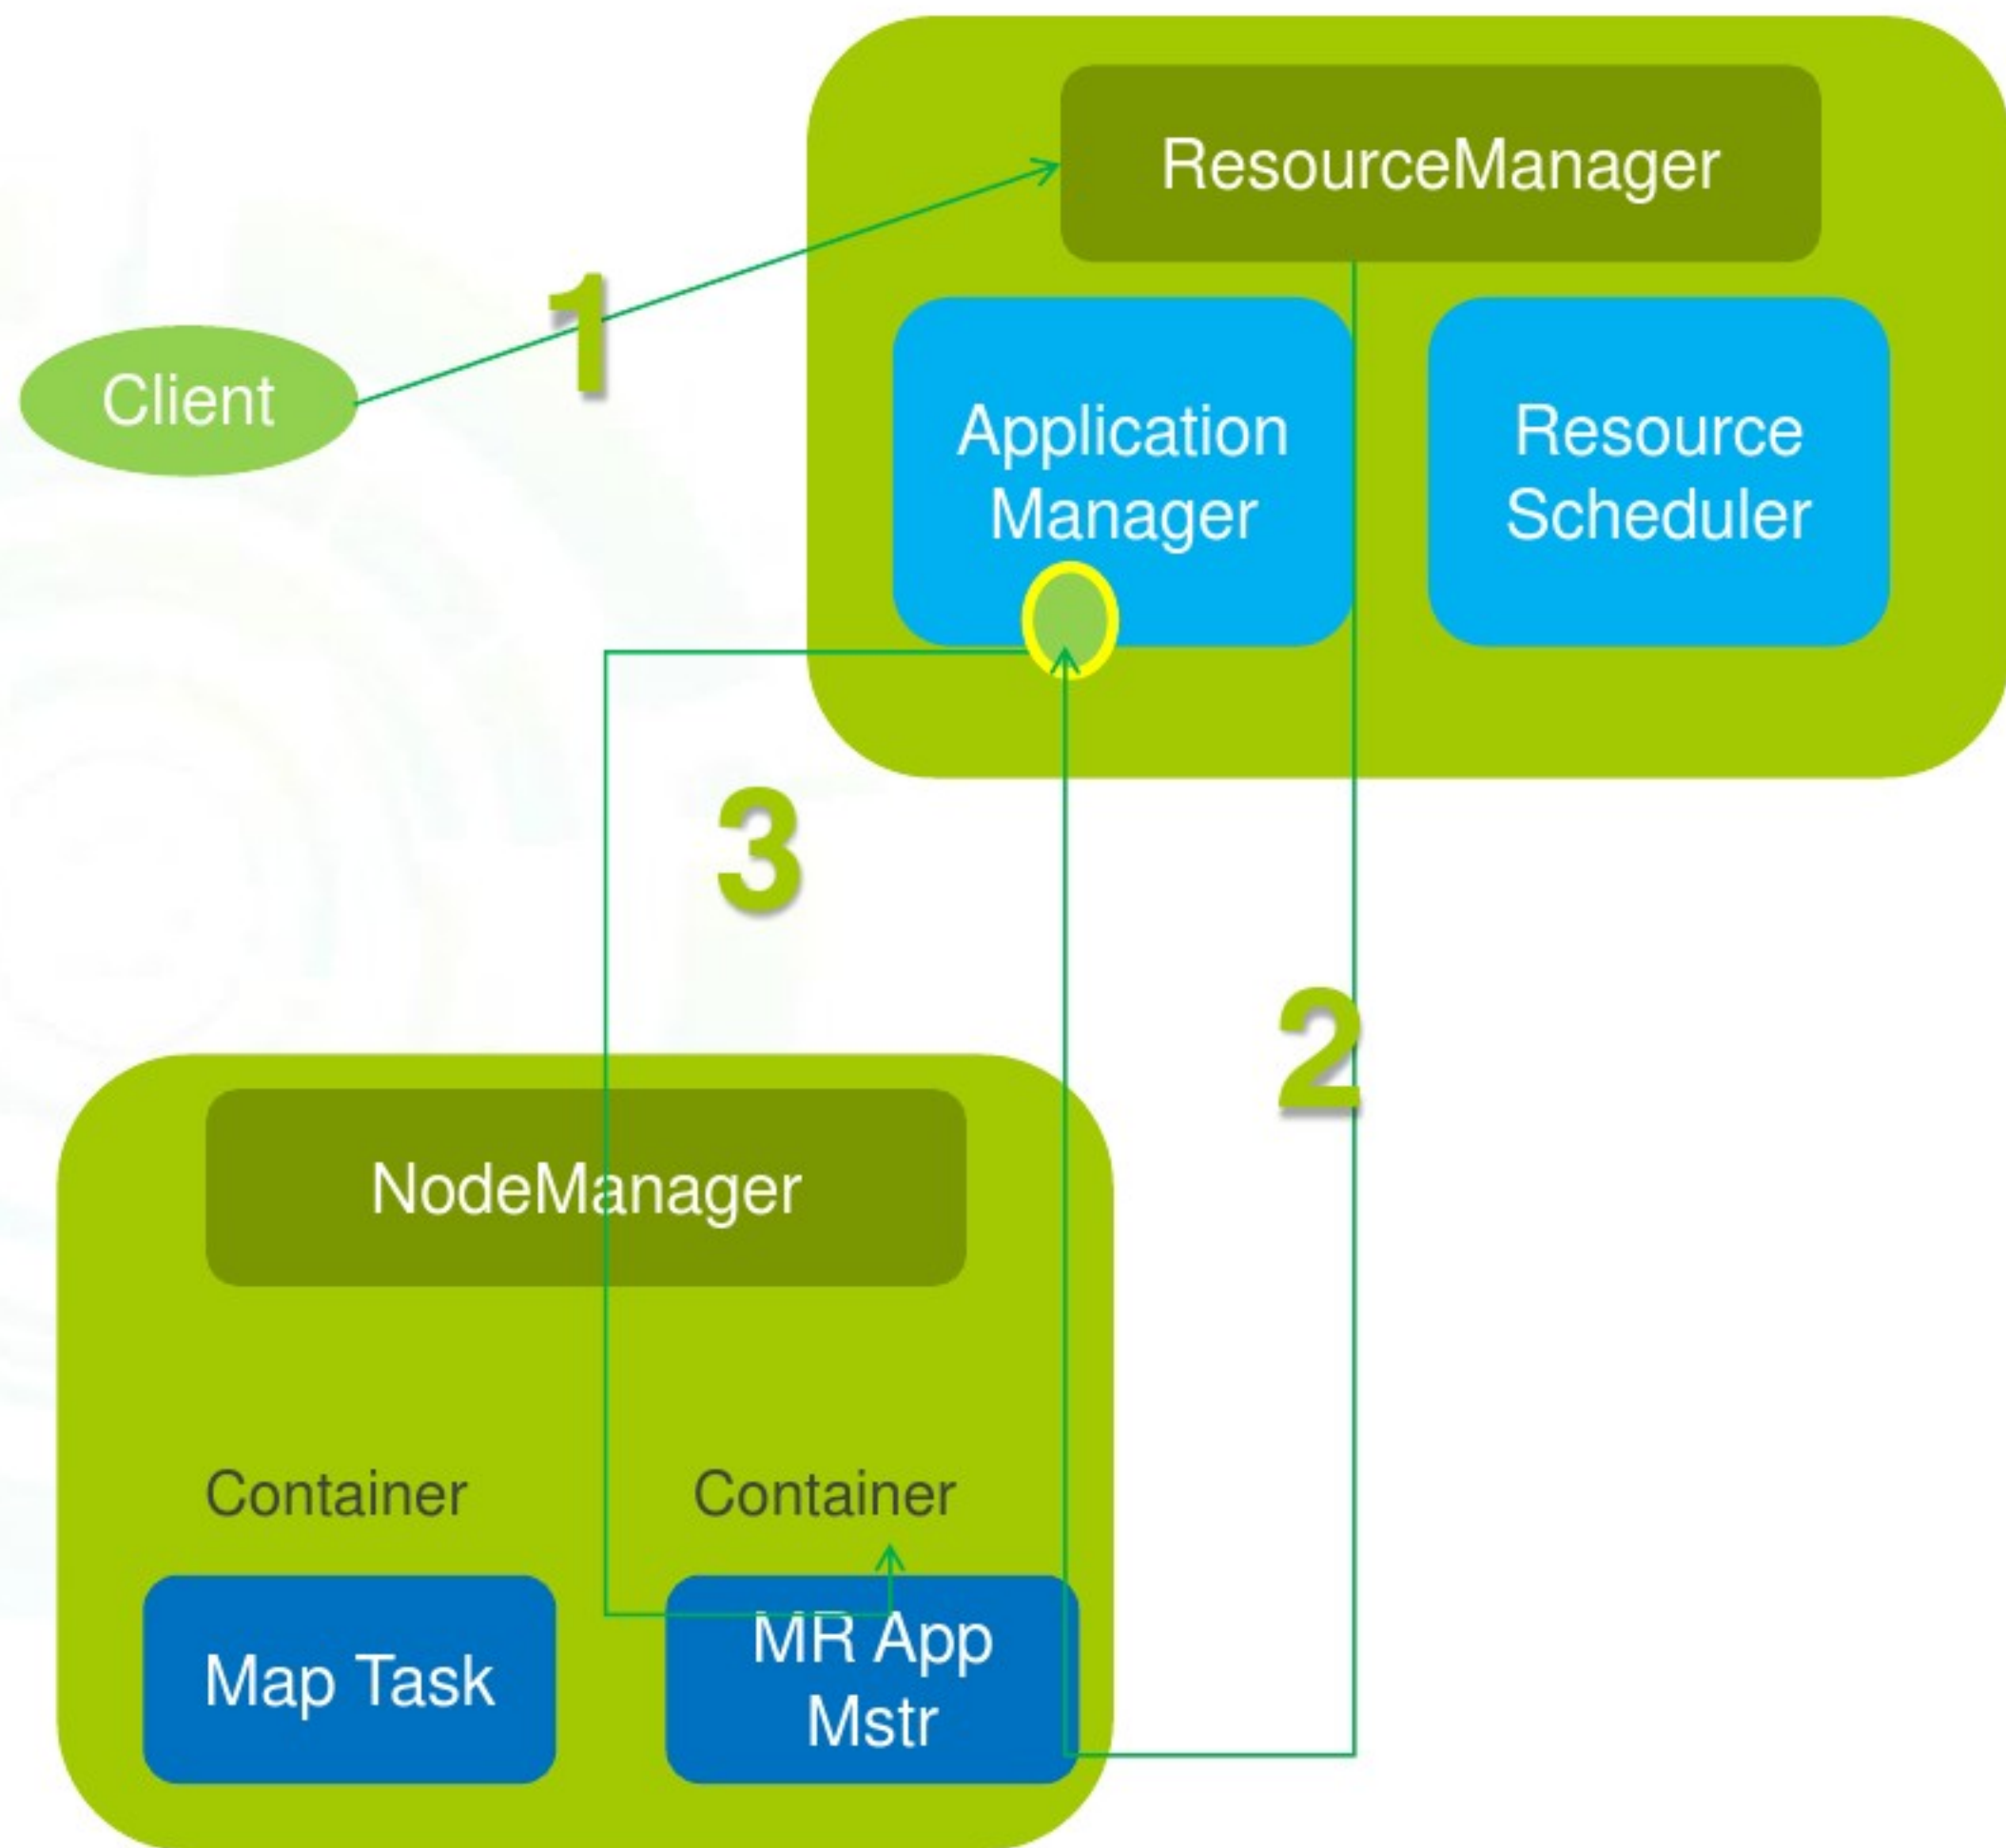 ResourceManager
1
Client
Application
Manager
Resource
Scheduler
3
2
NodeManager
Container
Container
Map Task
MR App
Mstr